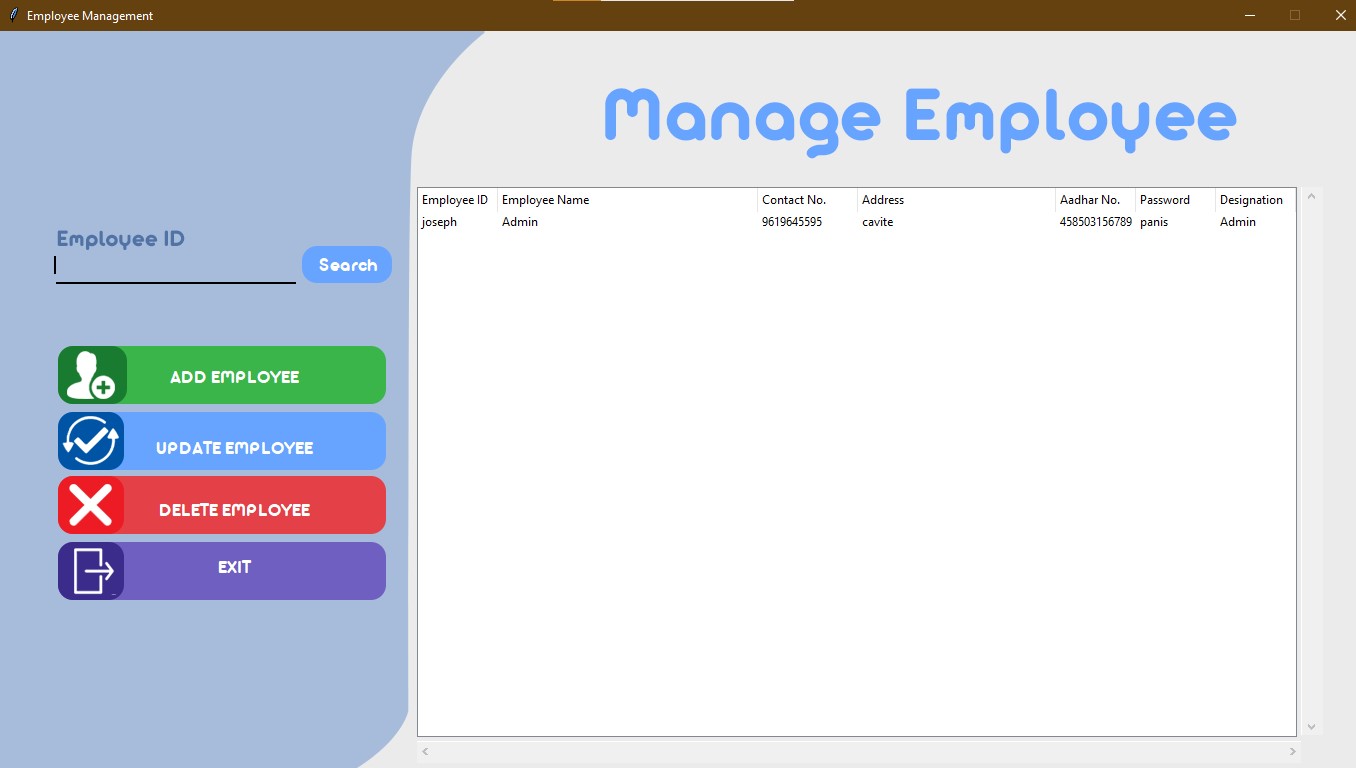 Employee Management
Manage Employee
Employee ID
Search
ADD EMPLOYEE
UPDATE EMPLOYEE
DELETE EMPLOYEE
EXIT
Employee ID Employee Name Contact No. Address Aadhar No. Password Designation
joseph Admin 9619645595 cavite 458503156789 panis Admin